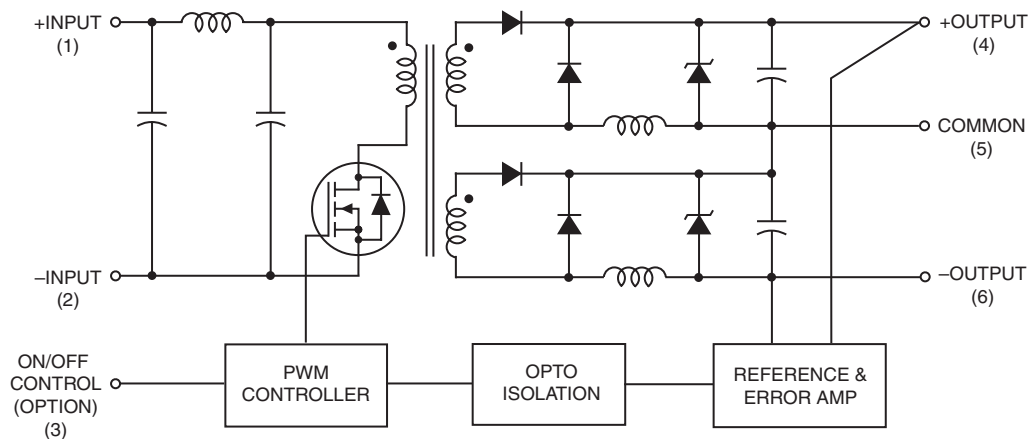 +INPUT
(1)
+OUTPUT
(4)
COMMON
(5)
–INPUT
(2)
–OUTPUT
(6)
ON/OFF
CONTROL
(OPTION)
(3)
PWM
CONTROLLER
OPTO
ISOLATION
REFERENCE &
ERROR AMP